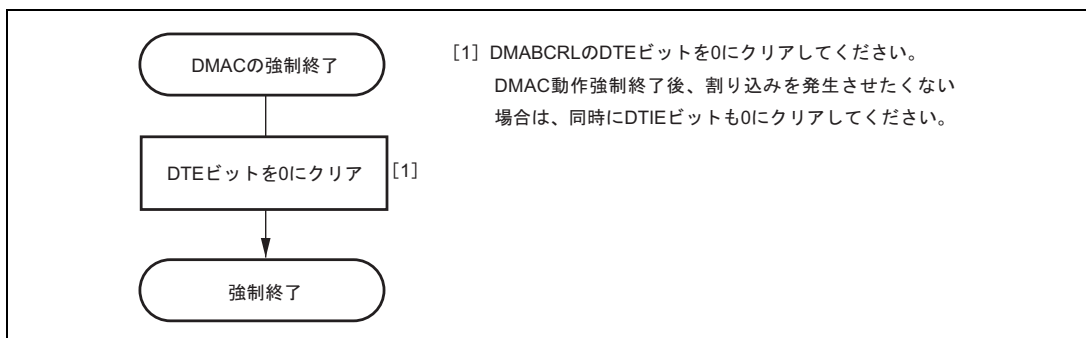 DMACの強制終了
DTEビットを0にクリア
[1]
強制終了
[1] DMABCRLのDTEビットを0にクリアしてください。
DMAC動作強制終了後、割り込みを発生させたくない
場合は、同時にDTIEビットも0にクリアしてください。